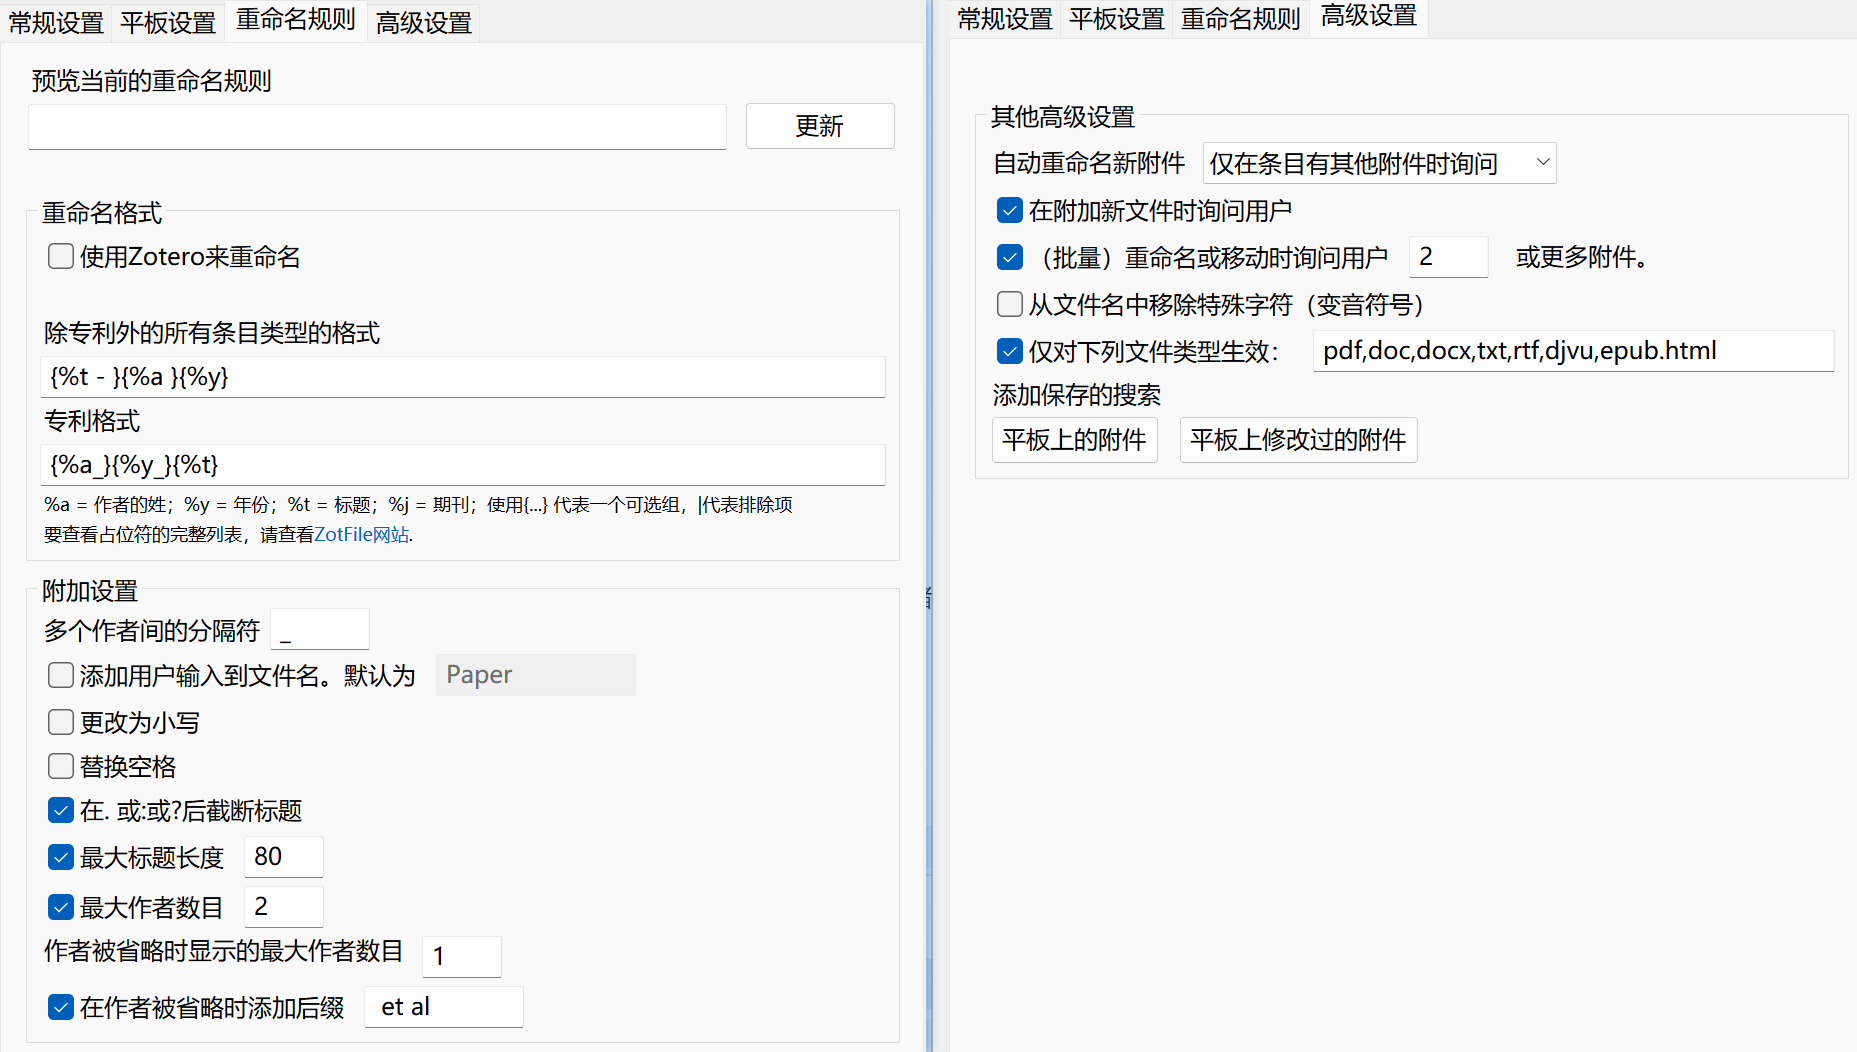 常规设置 平板设置 重命名规则 高级设置
预览当前的重命名规则
更新
重命名格式
使用Zotero来重命名
除专利外的所有条目类型的格式
{%t - }{%a }{%y}
专利格式
{%a_}{%y_}{%t}
%a = 作者的姓；%y = 年份；%t = 标题；%j = 期刊；使用{...} 代表一个可选组，|代表排除项
要查看占位符的完整列表，请查看ZotFile网站.
附加设置
多个作者间的分隔符 _
添加用户输入到文件名。默认为 Paper
更改为小写
替换空格
在. 或:或?后截断标题
最大标题长度 80
最大作者数目 2
作者被省略时显示的最大作者数目 1
在作者被省略时添加后缀 et al
常规设置 平板设置 重命名规则 高级设置
其他高级设置
自动重命名新附件 仅在条目有其他附件时询问
在附加新文件时询问用户
（批量）重命名或移动时询问用户 2 或更多附件。
从文件名中移除特殊字符（变音符号）
仅对下列文件类型生效： pdf,doc,docx,txt,rtf,djvu,epub.html
添加保存的搜索
平板上的附件 平板上修改过的附件